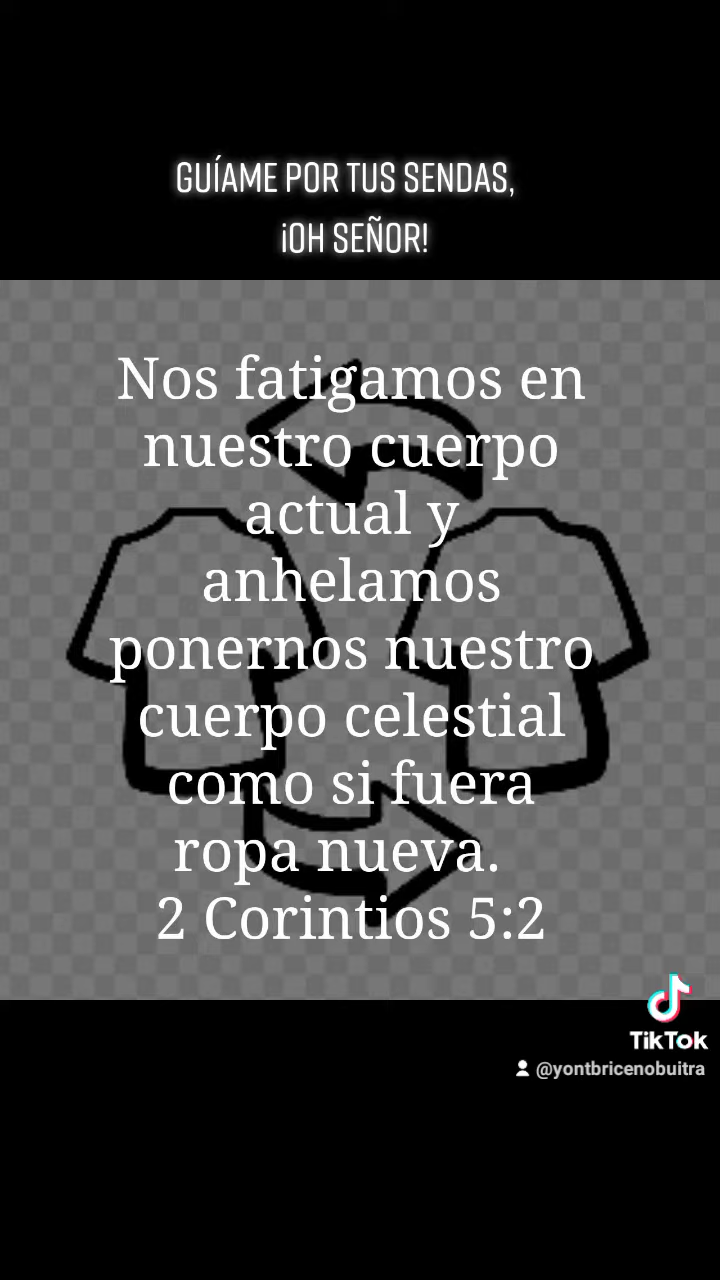 GUÍAME POR TUS SENDAS,
¡OH SEÑOR!
Nos fatigamos en
nuestro cuerpo
actual y
anhelamos
ponernos nuestro
cuerpo celestial
como si fuera
ropa nueva.
2 Corintios 5:2
TikTok
@yontbricenobuitra